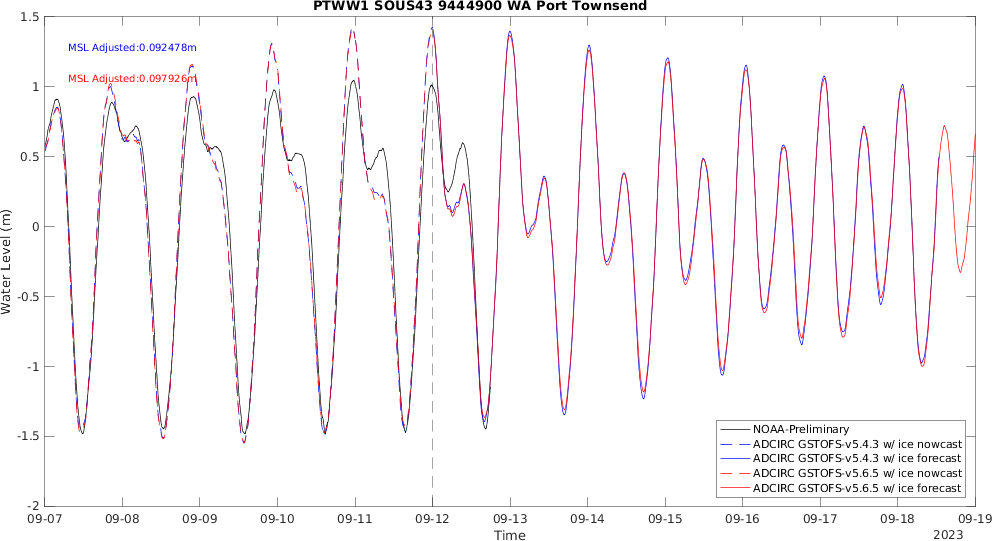 PTWW1 SOUS43 9444900 WA Port Townsend
1.5
MSL Adjusted:0.092478m
MSL Adjusted:0.097926m
1
0.5
0
-0.5
-1
-1.5
-2
Water Level (m)
NOAA-Preliminary
ADCIRC GSTOFS-v5.4.3 w/ ice nowcast
ADCIRC GSTOFS-v5.4.3 w/ ice forecast
ADCIRC GSTOFS-v5.6.5 w/ ice nowcast
ADCIRC GSTOFS-v5.6.5 w/ ice forecast
09-07 09-08 09-09 09-10 09-11 09-12 09-13 09-14 09-15 09-16 09-17 09-18 09-19
Time
2023